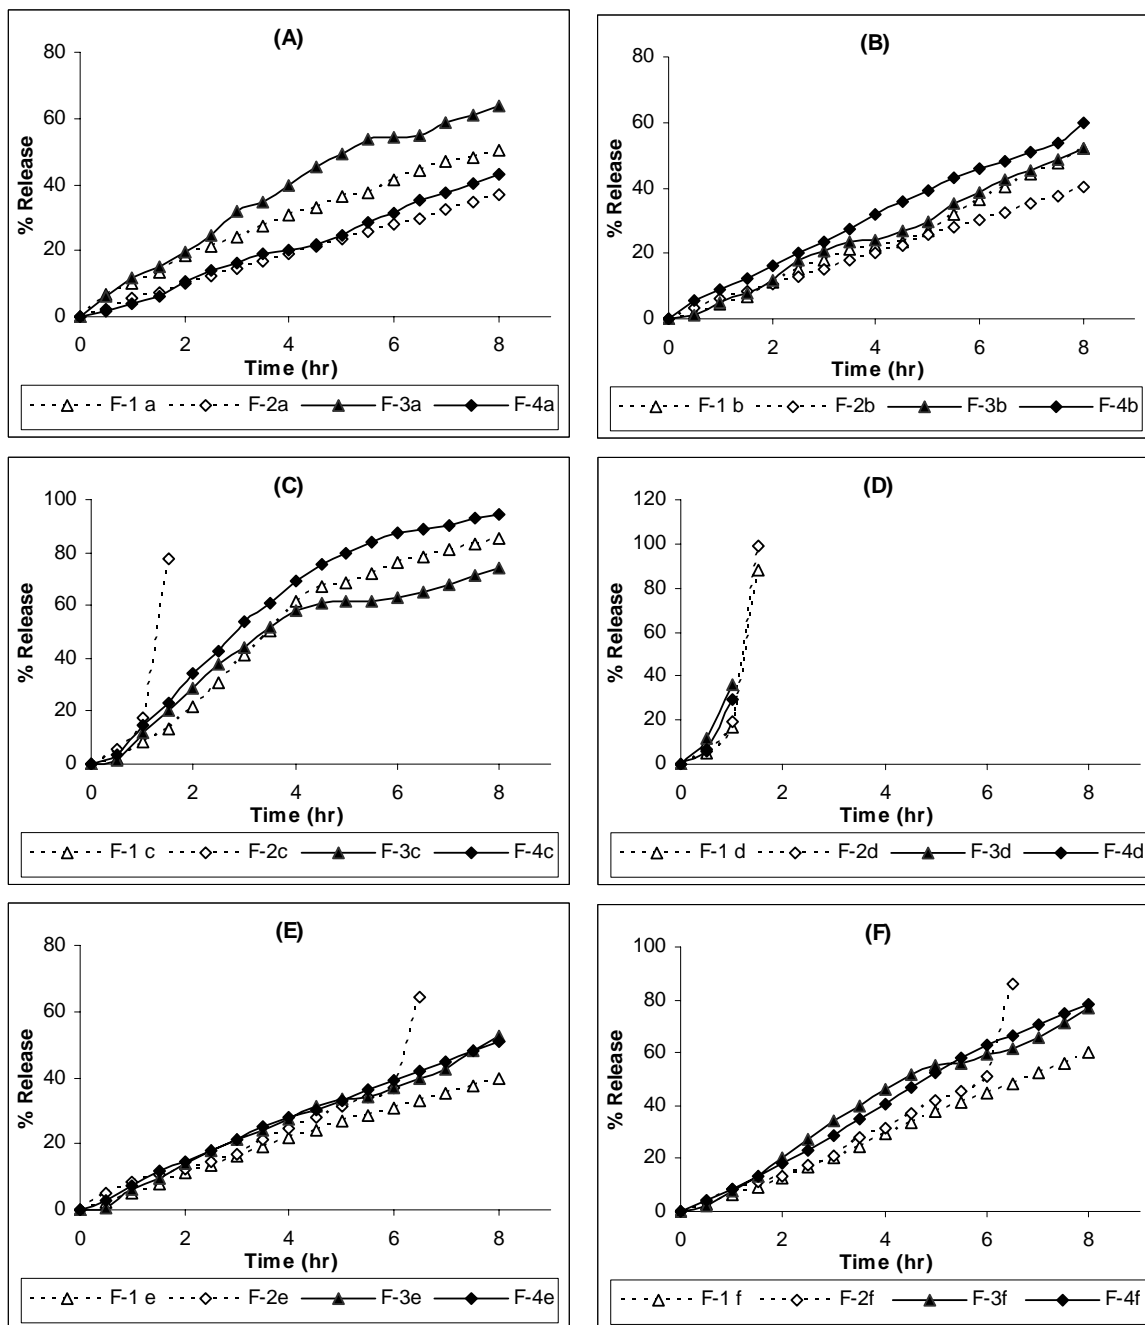 (A)
80
60
40
20
0
% Release
0 2 4 6 8
Time (hr)
F-1 a F-2a F-3a F-4a
(B)
80
60
40
20
0
% Release
0 2 4 6 8
Time (hr)
F-1 b F-2b F-3b F-4b
(C)
100
80
60
40
20
0
% Release
0 2 4 6 8
Time (hr)
F-1 c F-2c F-3c F-4c
(D)
120
100
80
60
40
20
0
% Release
0 2 4 6 8
Time (hr)
F-1 d F-2d F-3d F-4d
(E)
80
60
40
20
0
% Release
0 2 4 6 8
Time (hr)
F-1 e F-2e F-3e F-4e
(F)
100
80
60
40
20
0
% Release
0 2 4 6 8
Time (hr)
F-1 f F-2f F-3f F-4f